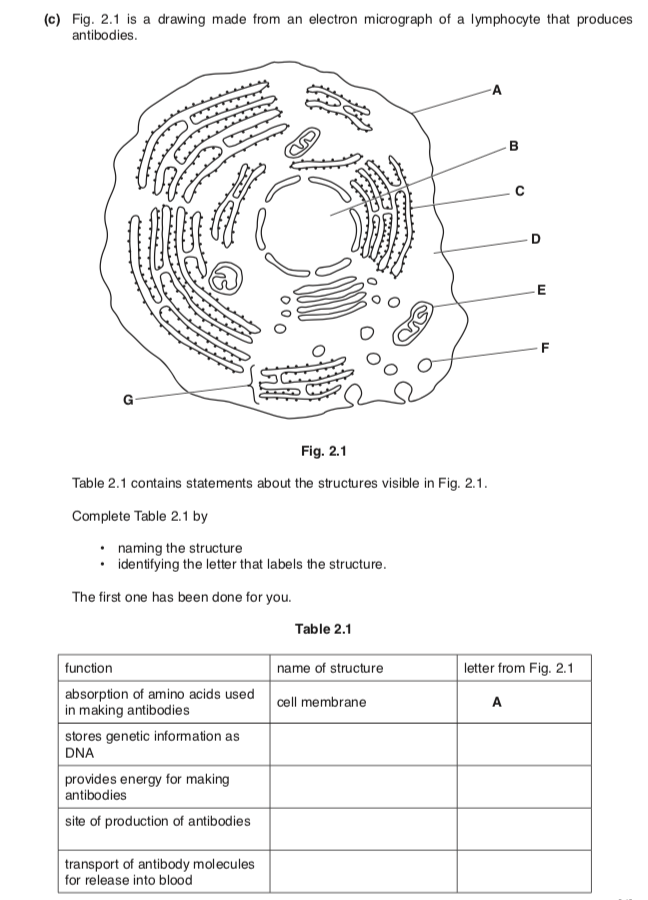 (c) Fig. 2.1 is a drawing made from an electron micrograph of a lymphocyte that produces
antibodies.
A
B
C
D
E
F
G
Fig. 2.1
Table 2.1 contains statements about the structures visible in Fig. 2.1.
Complete Table 2.1 by
• naming the structure
• identifying the letter that labels the structure.
The first one has been done for you.
Table 2.1
function name of structure letter from Fig. 2.1
absorption of amino acids used
in making antibodies
cell membrane A
stores genetic information as
DNA
provides energy for making
antibodies
site of production of antibodies
transport of antibody molecules
for release into blood